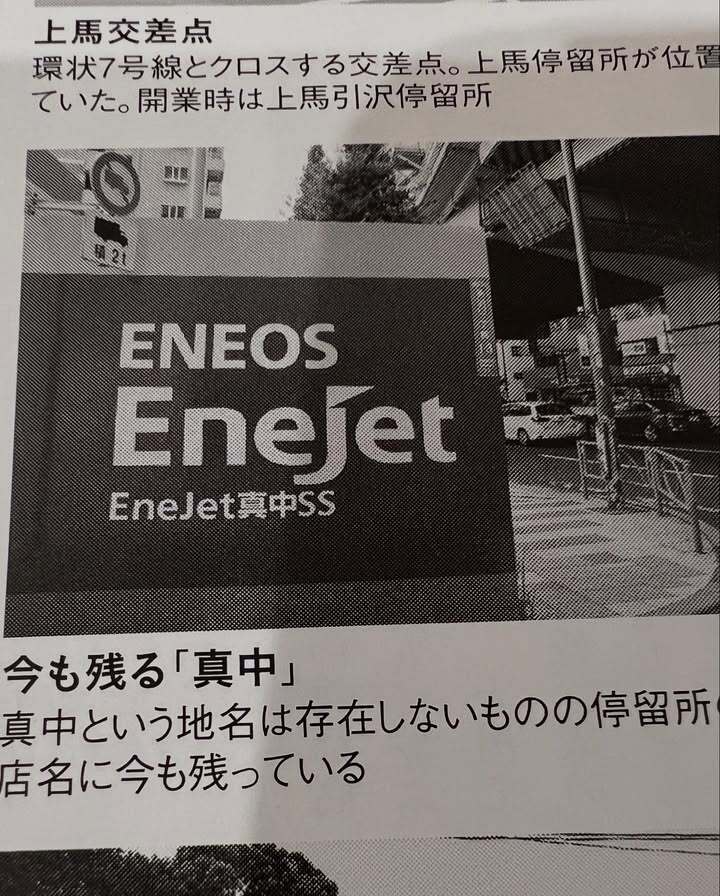 上馬交差点
環状7号線とクロスする交差点。上馬停留所が位置
ていた。開業時は上馬引沢停留所
積 2t
ENEOS
EneJet
EneJet真中SS
今も残る「真中」
真中という地名は存在しないものの停留所
店名に今も残っている